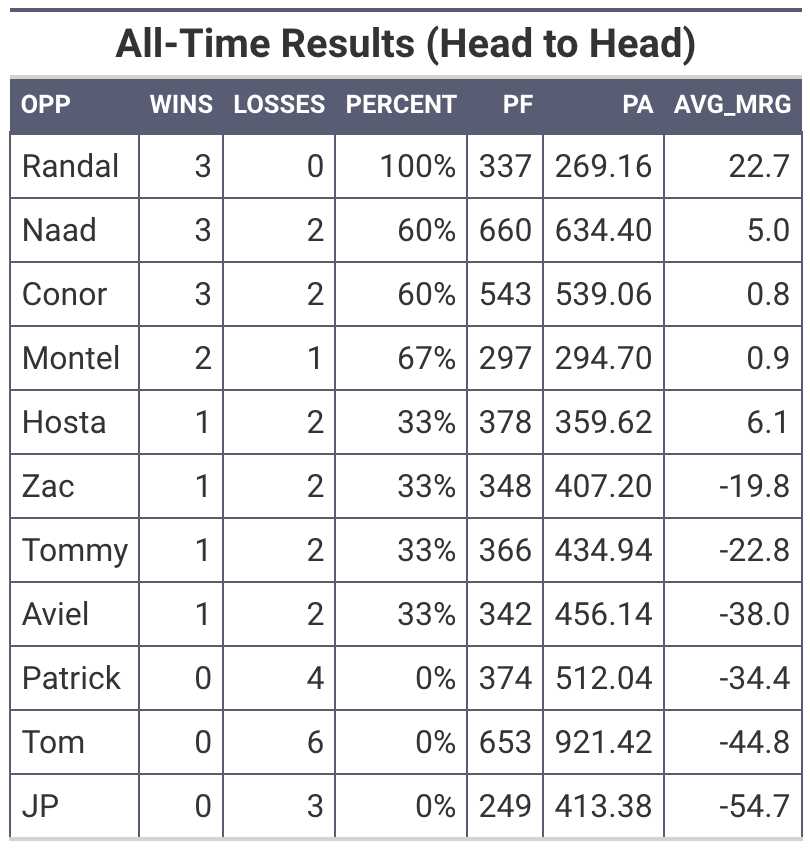 All-Time Results (Head to Head)
OPP WINS LOSSES PERCENT PF PA AVG_MRG
Randal 3 0 100% 337 269.16 22.7
Naad 3 2 60% 660 634.40 5.0
Conor 3 2 60% 543 539.06 0.8
Montel 2 1 67% 297 294.70 0.9
Hosta 1 2 33% 378 359.62 6.1
Zac 1 2 33% 348 407.20 -19.8
Tommy 1 2 33% 366 434.94 -22.8
Aviel 1 2 33% 342 456.14 -38.0
Patrick 0 4 0% 374 512.04 -34.4
Tom 0 6 0% 653 921.42 -44.8
JP 0 3 0% 249 413.38 -54.7